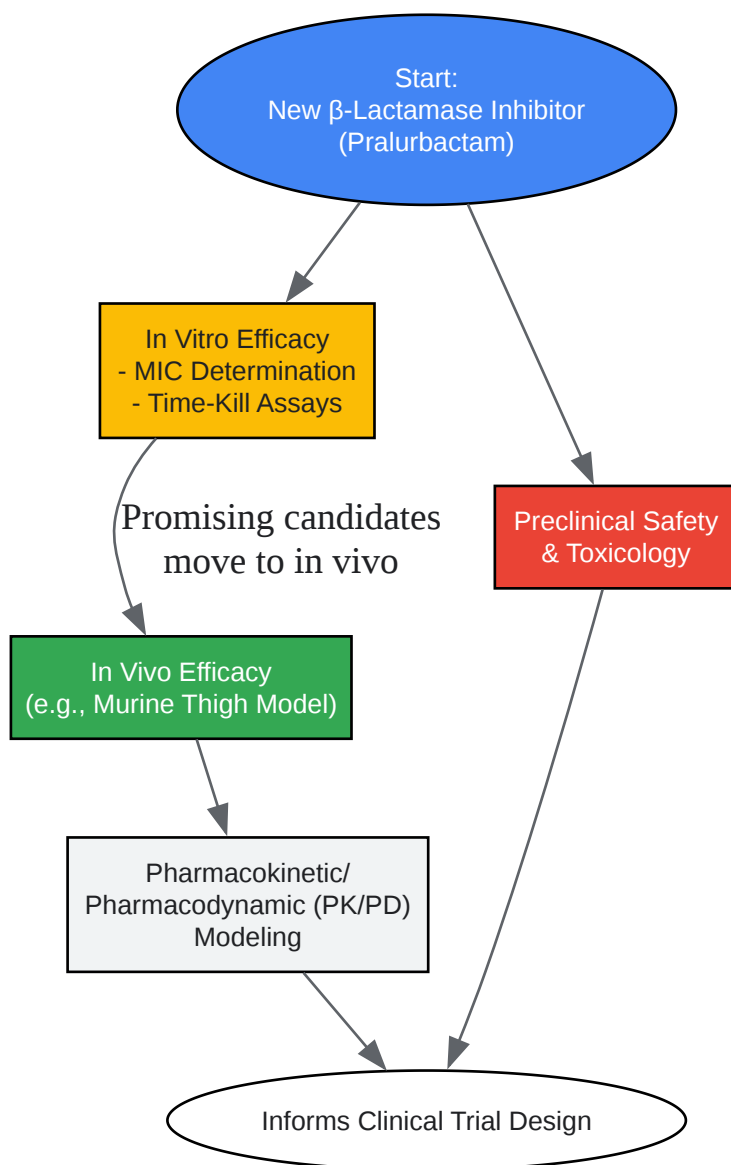 Start:
New β-Lactamase Inhibitor
(Pralurbactam)
In Vitro Efficacy
- MIC Determination
- Time-Kill Assays
Promising candidates
move to in vivo
Preclinical Safety
& Toxicology
In Vivo Efficacy
(e.g., Murine Thigh Model)
Pharmacokinetic/
Pharmacodynamic (PK/PD)
Modeling
Informs Clinical Trial Design